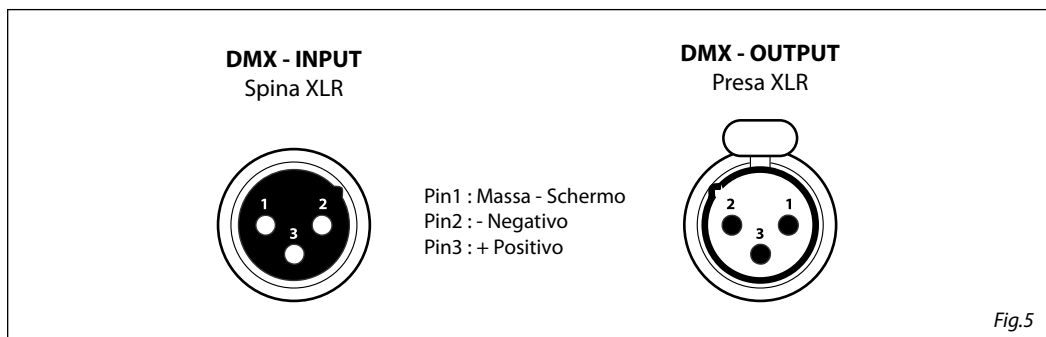 DMX - INPUT
Spina XLR
1
2
3
Pin1 : Massa - Schermo
Pin2 : - Negativo
Pin3 : + Positivo
DMX - OUTPUT
Presa XLR
2
1
3
Fig.5